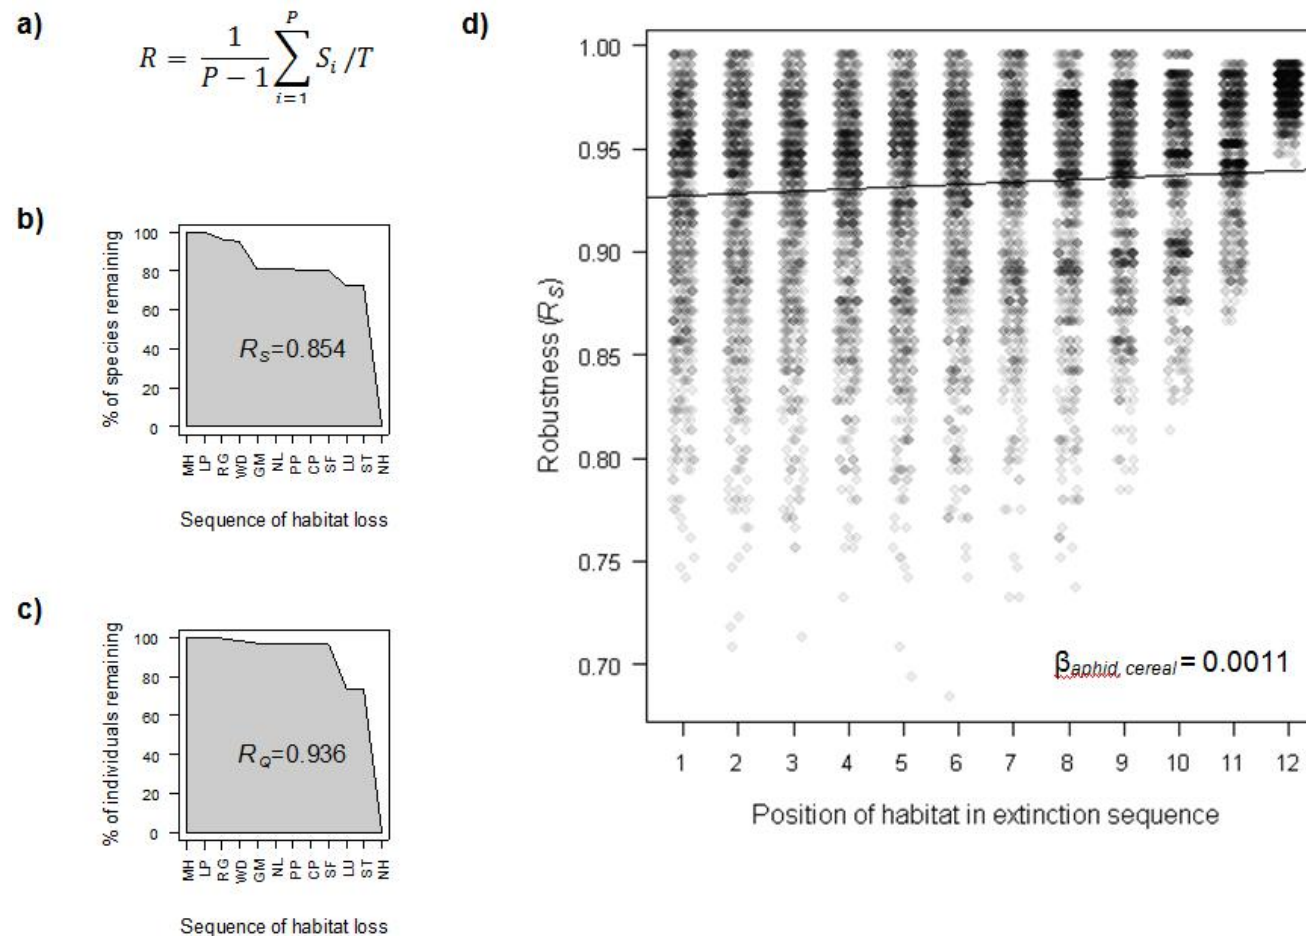 a)
R = 1/(P − 1) ∑_{i=1}^{P} S_i /T
b)
% of species remaining
100
80
60
40
20
0
R_S=0.854
MH
LP
RG
WD
GM
NL
PP
CP
SF
LU
ST
NH
Sequence of habitat loss
c)
% of individuals remaining
100
80
60
40
20
0
R_Q=0.936
MH
LP
RG
WD
GM
NL
PP
CP
SF
LU
ST
NH
Sequence of habitat loss
d)
Robustness (R_S)
1.00
0.95
0.90
0.85
0.80
0.75
0.70
β_aphid, cereal = 0.0011
1 2 3 4 5 6 7 8 9 10 11 12
Position of habitat in extinction sequence